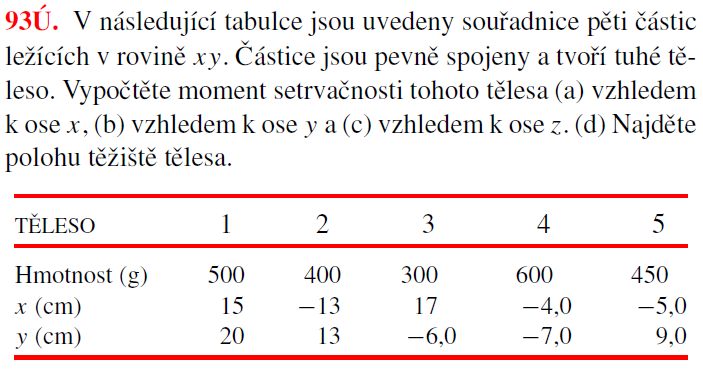 93Ú. V následující tabulce jsou uvedeny souřadnice pěti částic
ležících v rovině xy. Částice jsou pevně spojeny a tvoří tuhé tě-
leso. Vypočtěte moment setrvačnosti tohoto tělesa (a) vzhledem
k ose x, (b) vzhledem k ose y a (c) vzhledem k ose z. (d) Najděte
polohu těžiště tělesa.
TĚLESO 1 2 3 4 5
Hmotnost (g) 500 400 300 600 450
x (cm) 15 −13 17 −4,0 −5,0
y (cm) 20 13 −6,0 −7,0 9,0